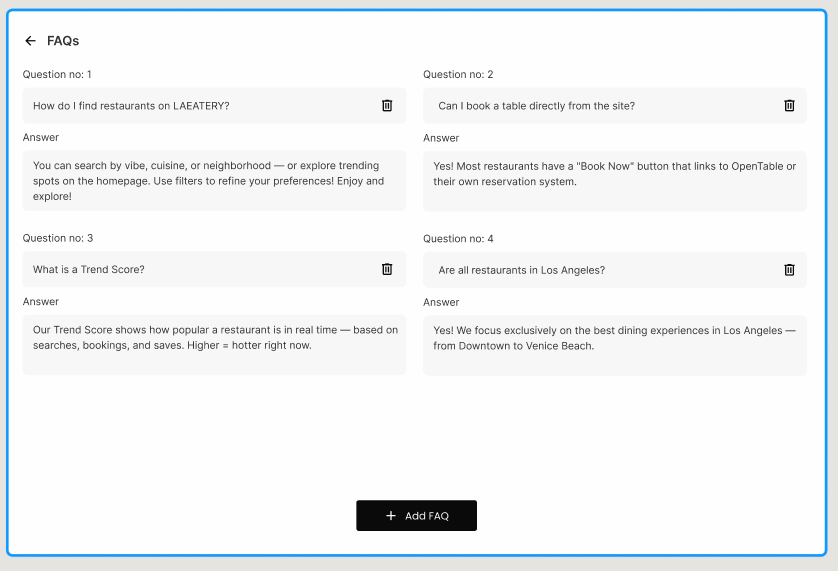 FAQs
Question no: 1
How do I find restaurants on LAEATERY?
Answer
You can search by vibe, cuisine, or neighborhood — or explore trending
spots on the homepage. Use filters to refine your preferences! Enjoy and
explore!
Question no: 2
Can I book a table directly from the site?
Answer
Yes! Most restaurants have a "Book Now" button that links to OpenTable or
their own reservation system.
Question no: 3
What is a Trend Score?
Answer
Our Trend Score shows how popular a restaurant is in real time — based on
searches, bookings, and saves. Higher = hotter right now.
Question no: 4
Are all restaurants in Los Angeles?
Answer
Yes! We focus exclusively on the best dining experiences in Los Angeles —
from Downtown to Venice Beach.
Add FAQ